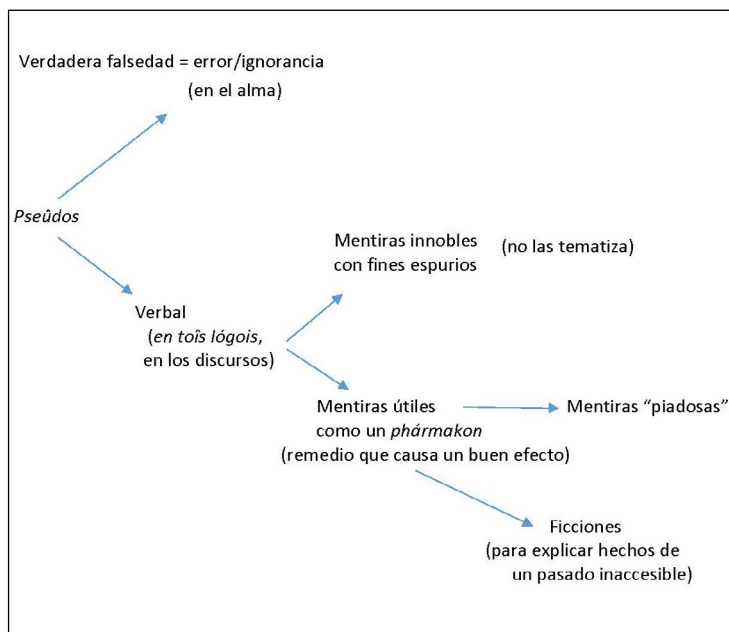 Verdadera falsedad = error/ignorancia
(en el alma)
Pseûdos
Mentiras innobles (no las tematiza)
con fines espurios
Verbal
(en toîs lógois,
en los discursos)
Mentiras útiles
como un phármakon
(remedio que causa un buen efecto)
Mentiras “piadosas”
Ficciones
(para explicar hechos de
un pasado inaccesible)